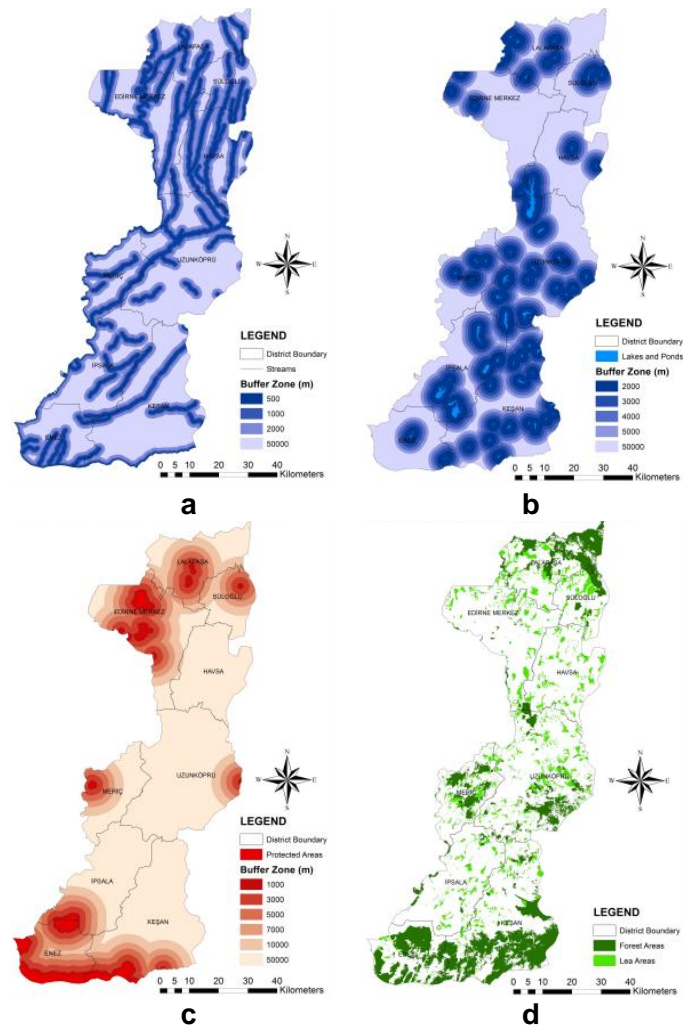 LALAPAŞA
SÜLOĞLU
EDİRNE MERKEZ
HAVSA
UZUNKÖPRÜ
MERİÇ
İPSALA
KEŞAN
ENEZ
N
W E
S
LEGEND
District Boundary
Streams
Buffer Zone (m)
500
1000
2000
50000
0 5 10 20 30 40
Kilometers
a
LALAPAŞA
SÜLOĞLU
EDİRNE MERKEZ
HAVSA
UZUNKÖPRÜ
MERİÇ
İPSALA
KEŞAN
ENEZ
N
W E
S
LEGEND
District Boundary
Lakes and Ponds
Buffer Zone (m)
2000
3000
4000
5000
50000
0 5 10 20 30 40
Kilometers
b
LALAPAŞA
SÜLOĞLU
EDİRNE MERKEZ
HAVSA
UZUNKÖPRÜ
MERİÇ
İPSALA
KEŞAN
ENEZ
N
W E
S
LEGEND
District Boundary
Protected Areas
Buffer Zone (m)
1000
3000
5000
7000
10000
50000
0 5 10 20 30 40
Kilometers
c
LALAPAŞA
SÜLOĞLU
EDİRNE MERKEZ
HAVSA
UZUNKÖPRÜ
MERİÇ
İPSALA
KEŞAN
N
W E
S
LEGEND
District Boundary
Forest Areas
Lea Areas
0 5 10 20 30 40
Kilometers
d